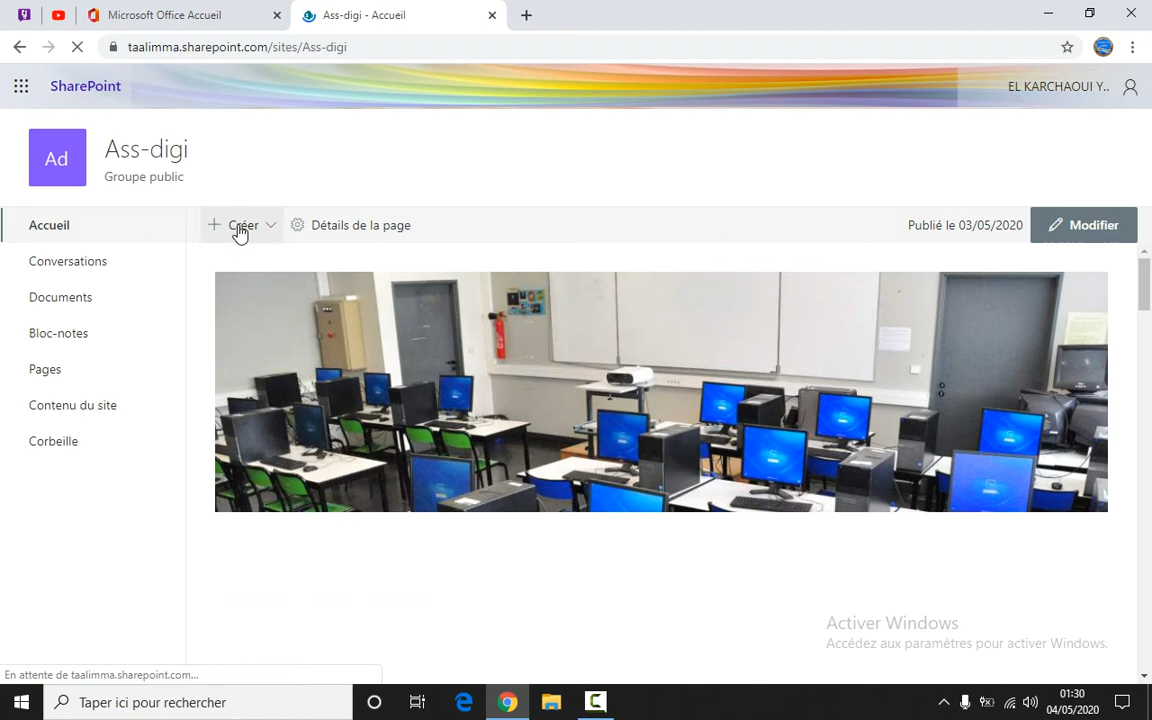 Microsoft Office Accueil
Ass-digi - Accueil
taalimma.sharepoint.com/sites/Ass-digi
SharePoint
EL KARCHAOUI Y..
Ad
Ass-digi
Groupe public
Accueil
Créer
Détails de la page
Publié le 03/05/2020
Modifier
Conversations
Documents
Bloc-notes
Pages
Contenu du site
Corbeille
Activer Windows
Accédez aux paramètres pour activer Windows.
En attente de taalimma.sharepoint.com...
Taper ici pour rechercher
01:30
04/05/2020